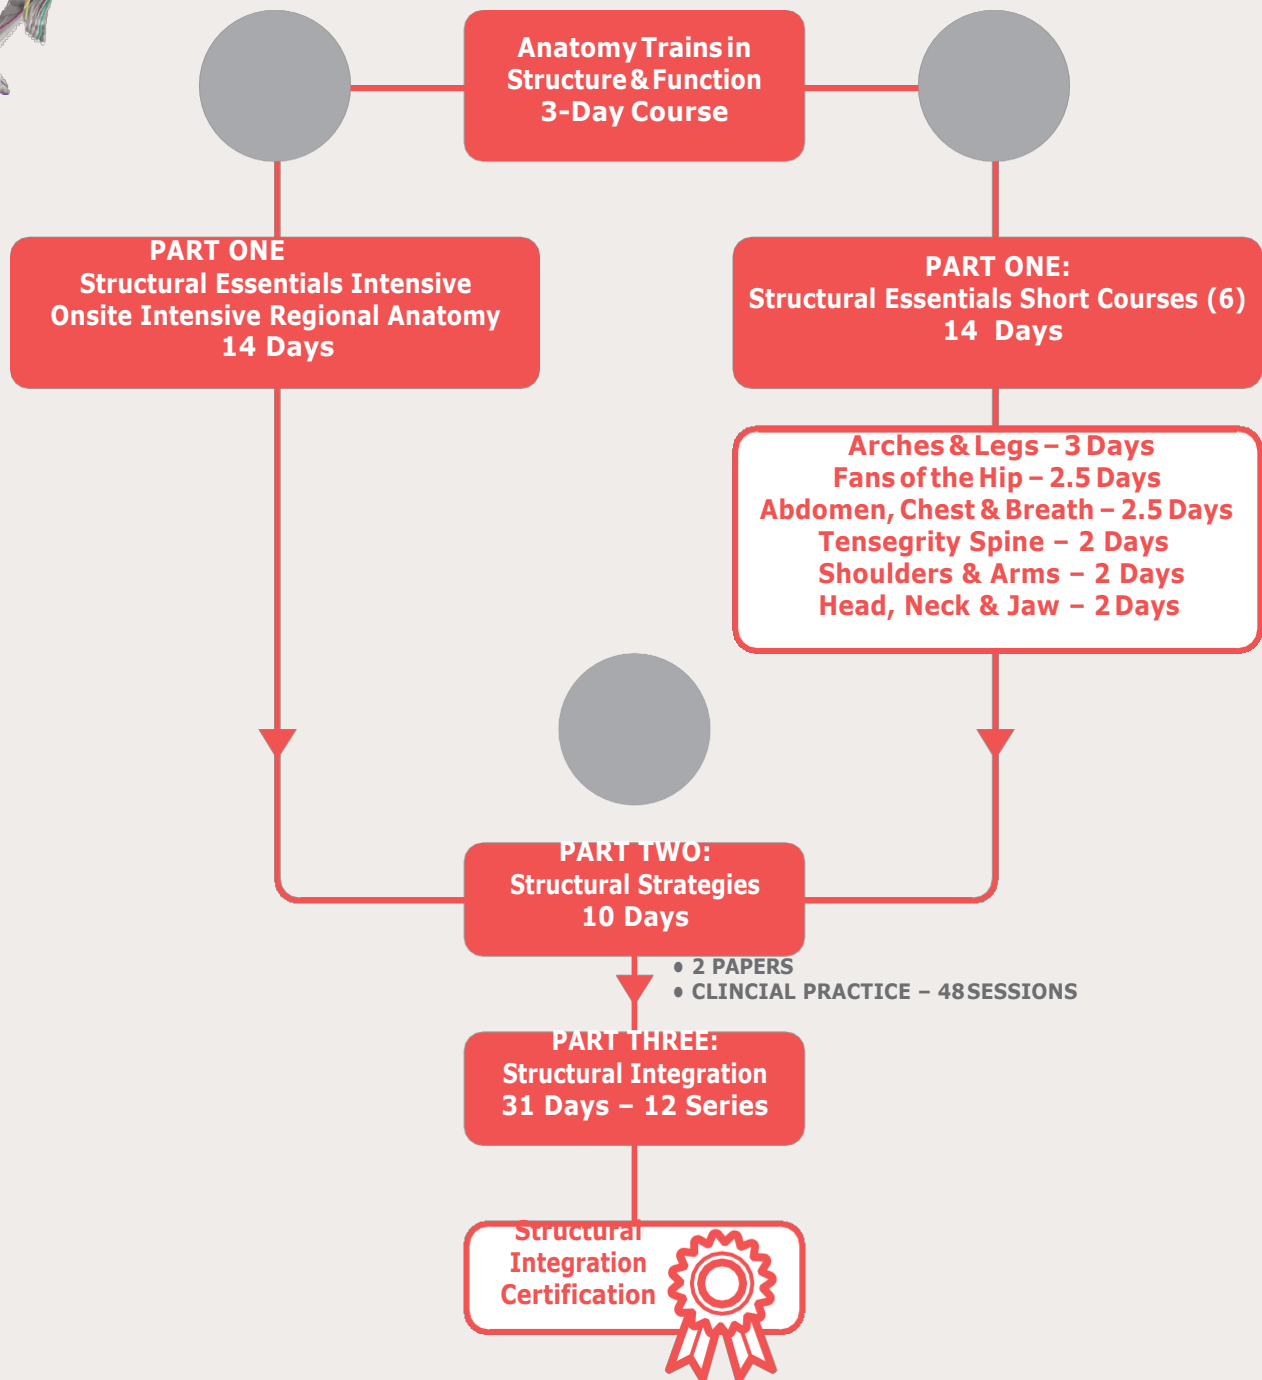 Anatomy Trains in
Structure & Function
3-Day Course
PART ONE
Structural Essentials Intensive
Onsite Intensive Regional Anatomy
14 Days
PART ONE:
Structural Essentials Short Courses (6)
14 Days
Arches & Legs – 3 Days
Fans of the Hip – 2.5 Days
Abdomen, Chest & Breath – 2.5 Days
Tensegrity Spine – 2 Days
Shoulders & Arms – 2 Days
Head, Neck & Jaw – 2 Days
PART TWO:
Structural Strategies
10 Days
• 2 PAPERS
• CLINCIAL PRACTICE – 48 SESSIONS
PART THREE:
Structural Integration
31 Days – 12 Series
Structural
Integration
Certification